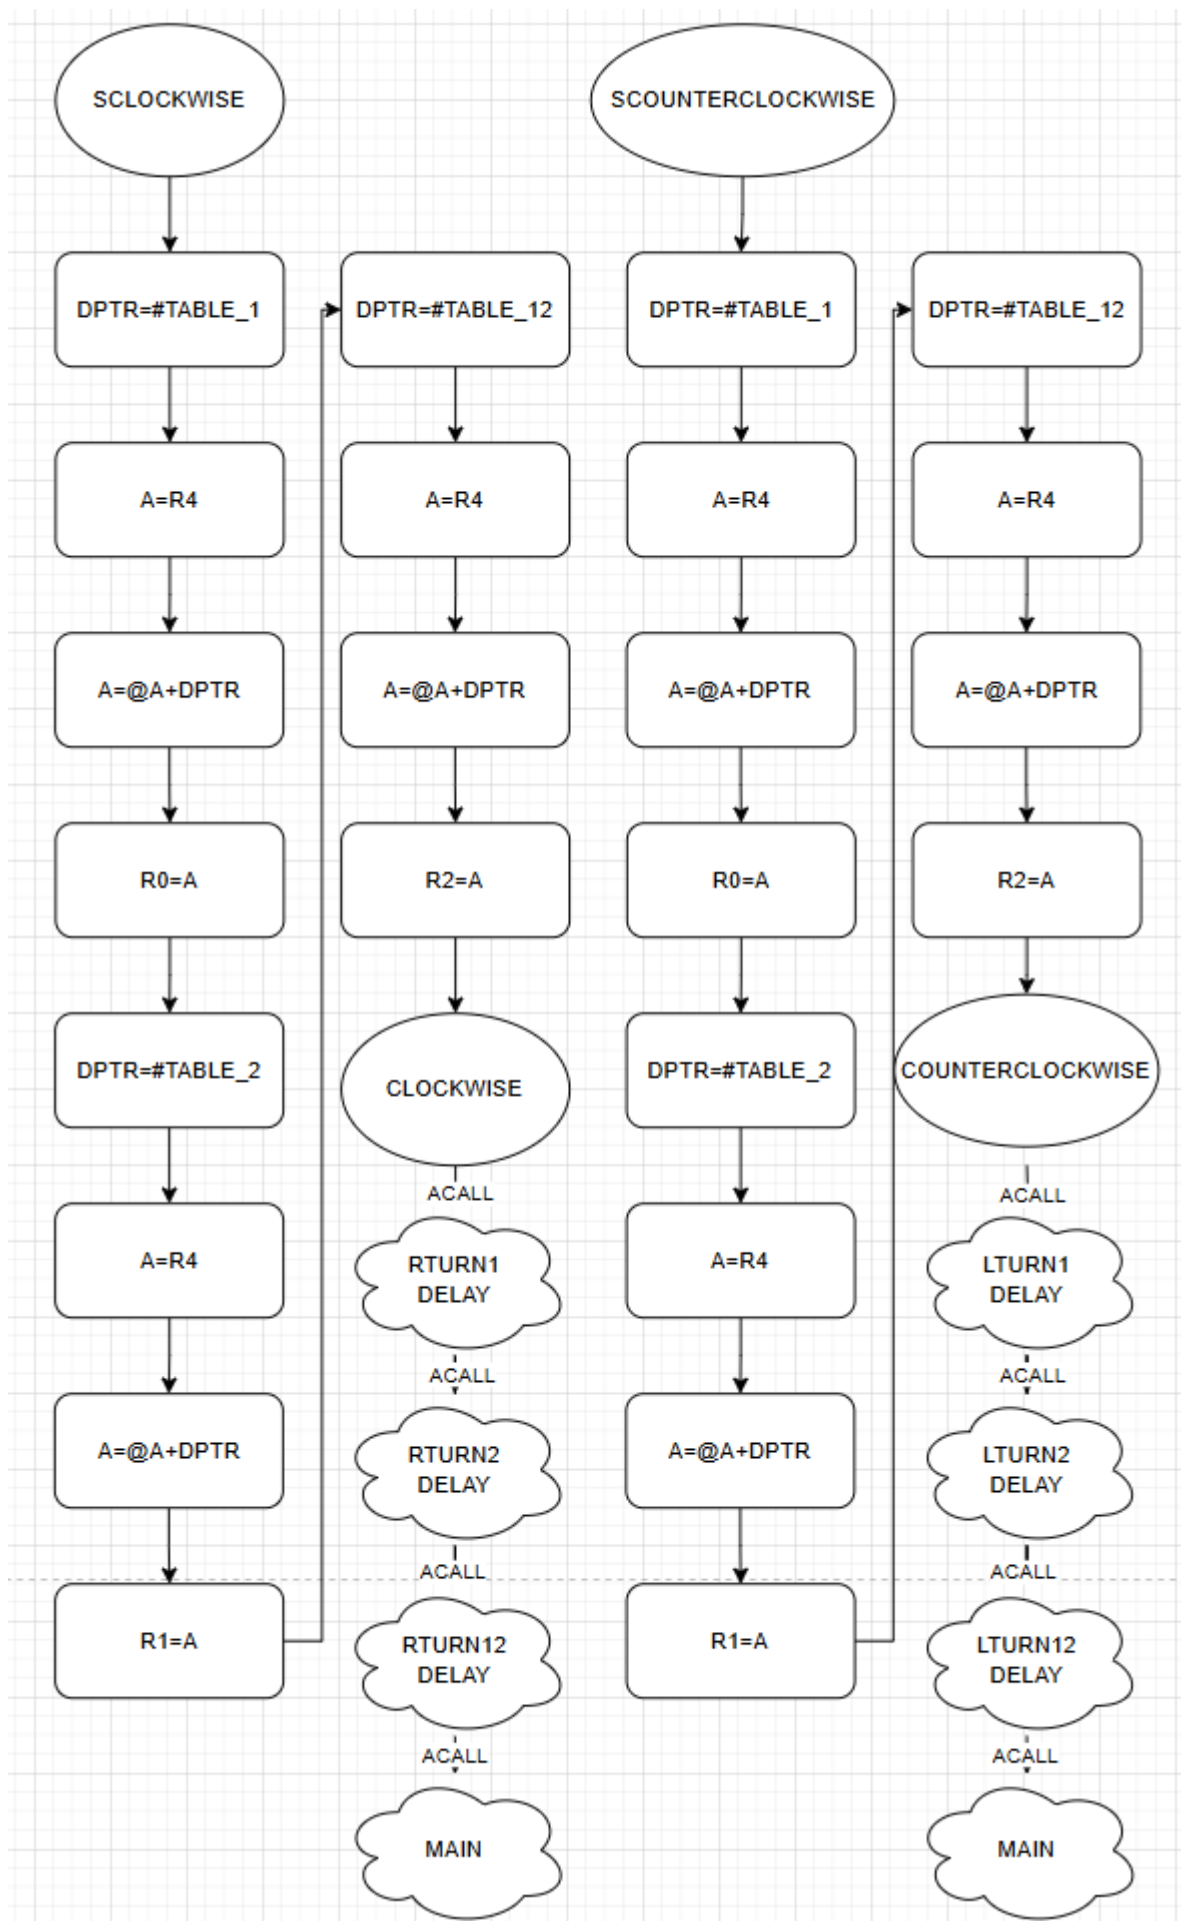 SCLOCKWISE
DPTR=#TABLE_1
A=R4
A=@A+DPTR
R0=A
DPTR=#TABLE_2
A=R4
A=@A+DPTR
R1=A
DPTR=#TABLE_12
A=R4
A=@A+DPTR
R2=A
CLOCKWISE
ACALL
RTURN1
DELAY
ACALL
RTURN2
DELAY
ACALL
RTURN12
DELAY
ACALL
MAIN
SCOUNTERCLOCKWISE
DPTR=#TABLE_1
A=R4
A=@A+DPTR
R0=A
DPTR=#TABLE_2
A=R4
A=@A+DPTR
R1=A
DPTR=#TABLE_12
A=R4
A=@A+DPTR
R2=A
COUNTERCLOCKWISE
ACALL
LTURN1
DELAY
ACALL
LTURN2
DELAY
ACALL
LTURN12
DELAY
ACALL
MAIN